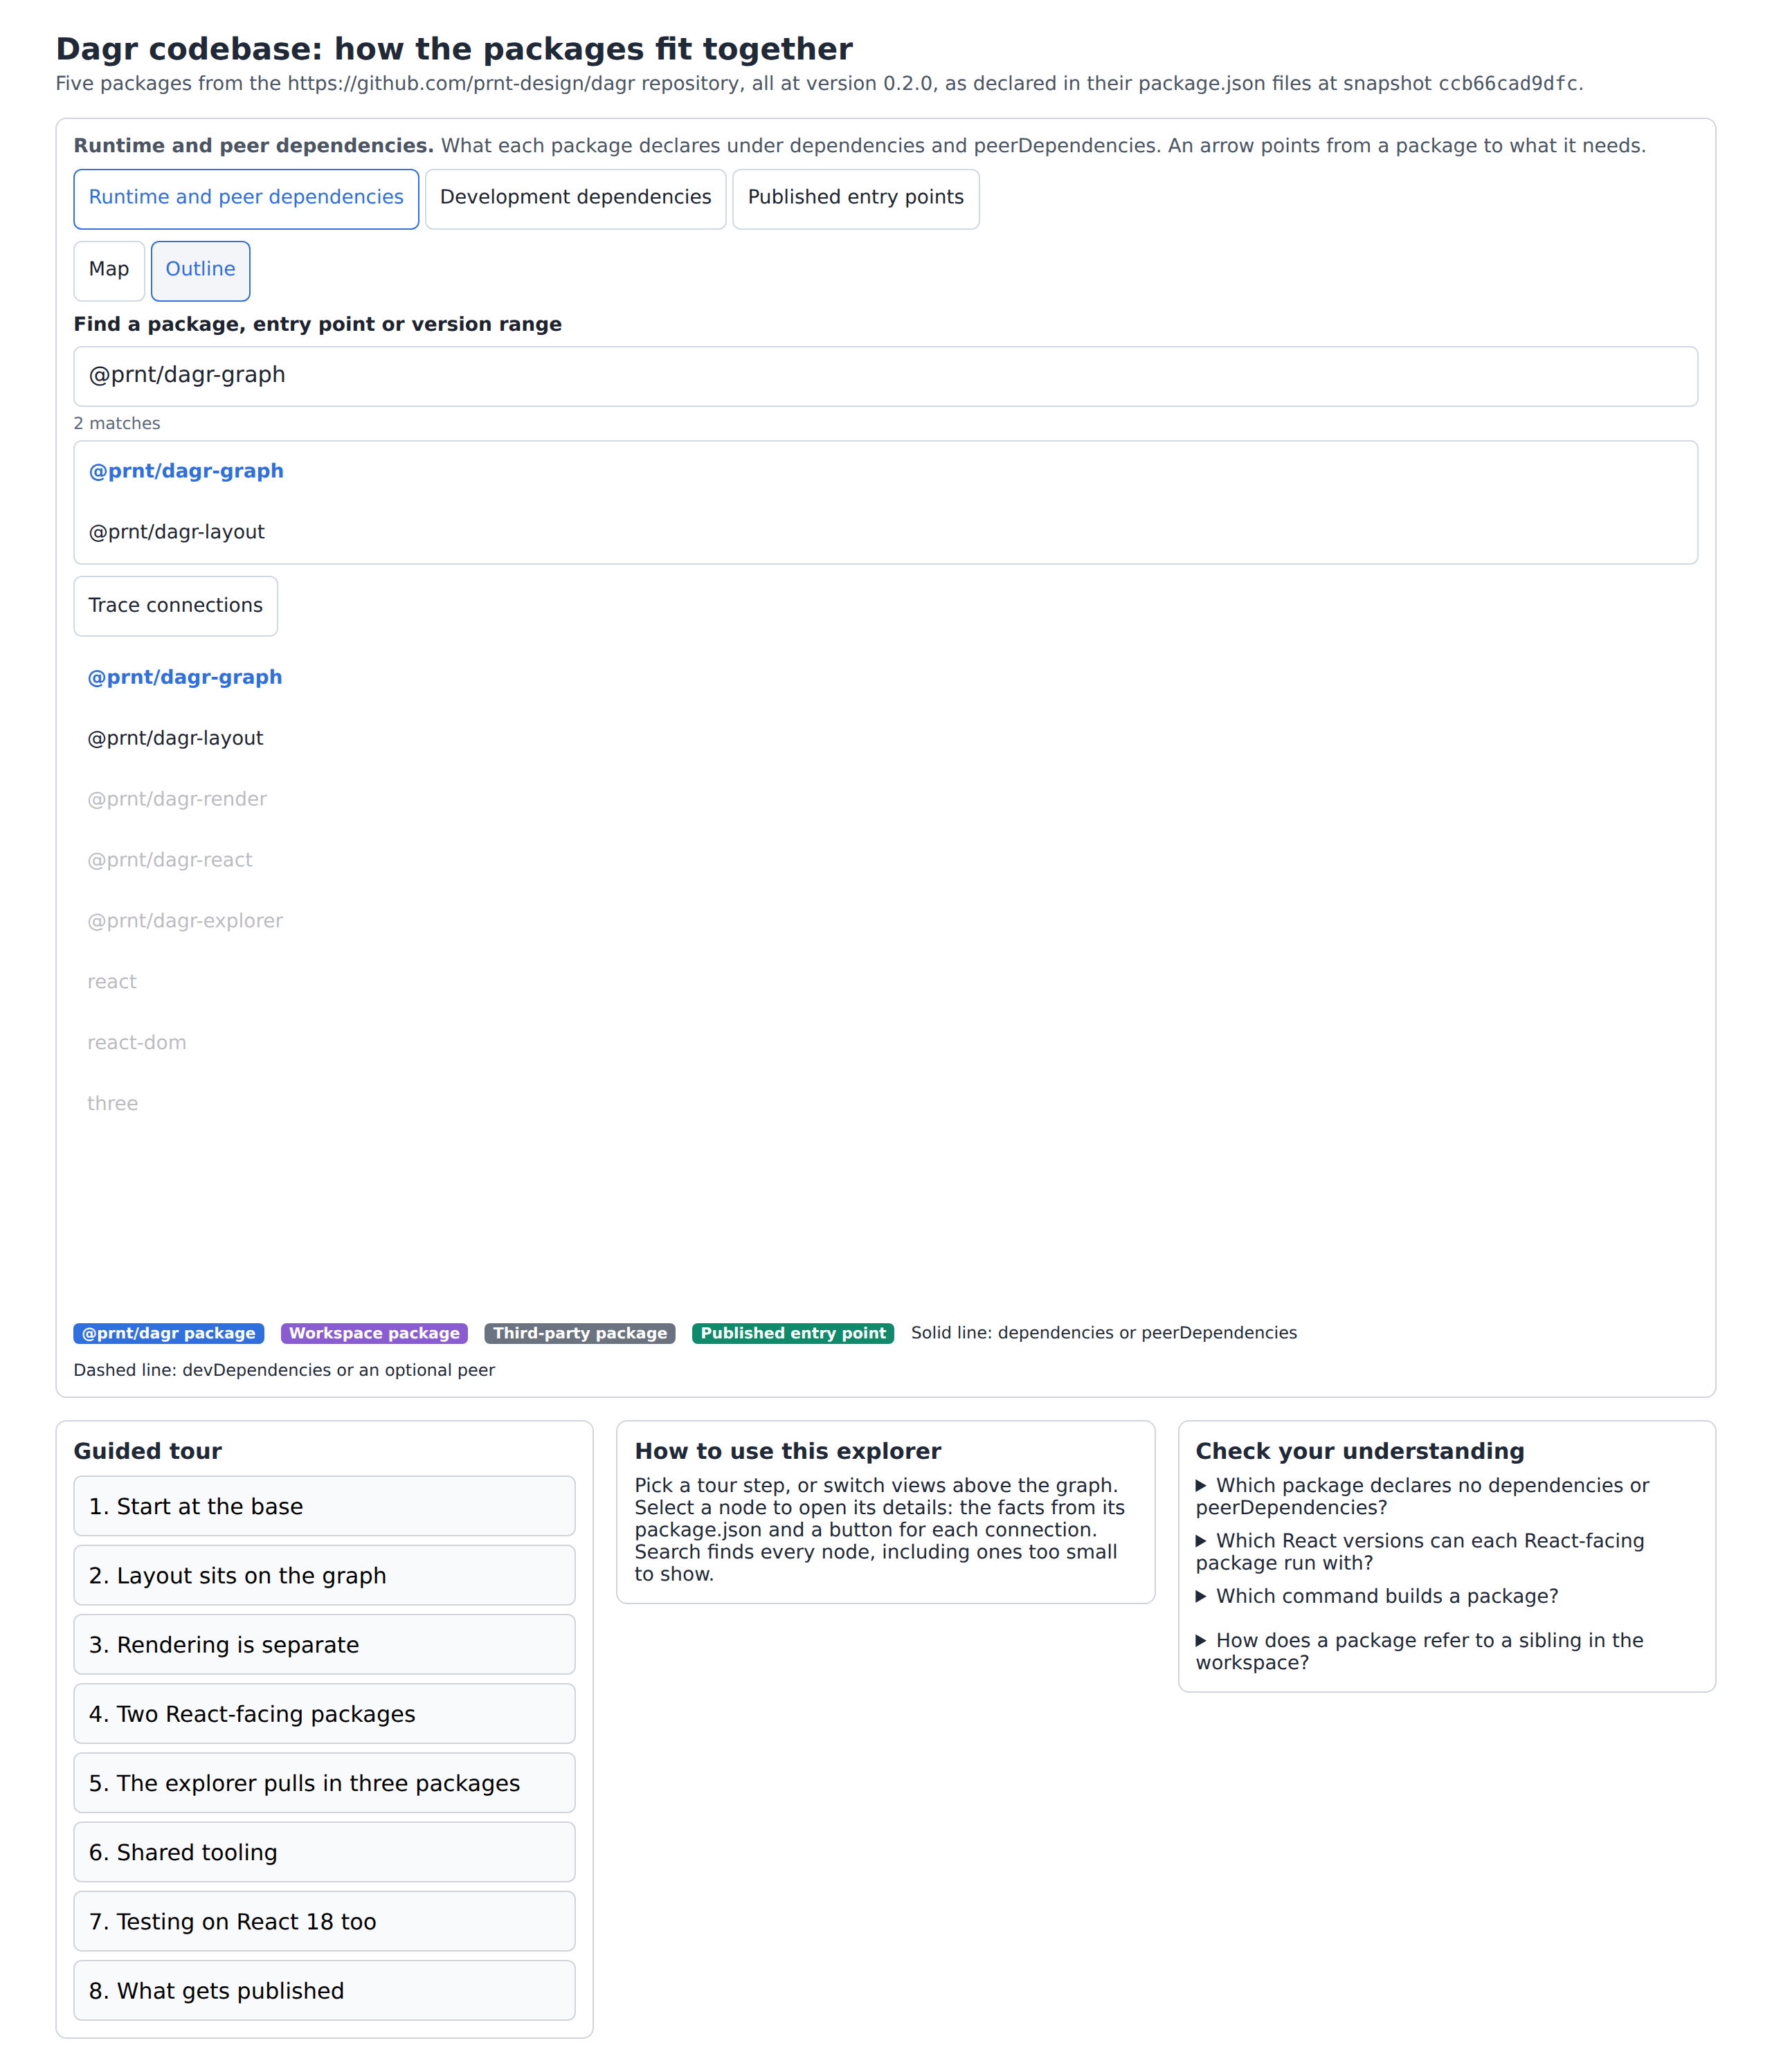 Dagr codebase: how the packages fit together
Five packages from the https://github.com/prnt-design/dagr repository, all at version 0.2.0, as declared in their package.json files at snapshot ccb66cad9dfc.
Runtime and peer dependencies. What each package declares under dependencies and peerDependencies. An arrow points from a package to what it needs.
Runtime and peer dependencies
Development dependencies
Published entry points
Map
Outline
Find a package, entry point or version range
@prnt/dagr-graph
2 matches
@prnt/dagr-graph
@prnt/dagr-layout
Trace connections
@prnt/dagr-graph
@prnt/dagr-layout
@prnt/dagr-render
@prnt/dagr-react
@prnt/dagr-explorer
react
react-dom
three
@prnt/dagr package
Workspace package
Third-party package
Published entry point
Solid line: dependencies or peerDependencies
Dashed line: devDependencies or an optional peer
Guided tour
1. Start at the base
2. Layout sits on the graph
3. Rendering is separate
4. Two React-facing packages
5. The explorer pulls in three packages
6. Shared tooling
7. Testing on React 18 too
8. What gets published
How to use this explorer
Pick a tour step, or switch views above the graph.
Select a node to open its details: the facts from its
package.json and a button for each connection.
Search finds every node, including ones too small
to show.
Check your understanding
▶ Which package declares no dependencies or
peerDependencies?
▶ Which React versions can each React-facing
package run with?
▶ Which command builds a package?
▶ How does a package refer to a sibling in the
workspace?